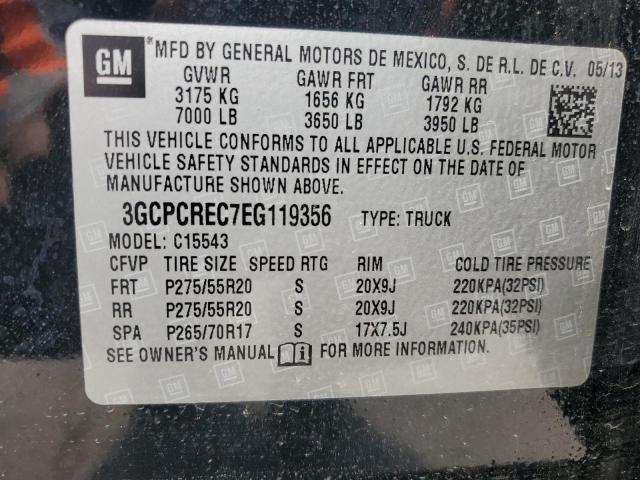 GM
MFD BY GENERAL MOTORS DE MEXICO, S. DE R.L. DE C.V. 05/13
GVWR GAWR FRT GAWR RR
3175 KG 1656 KG 1792 KG
7000 LB 3650 LB 3950 LB
THIS VEHICLE CONFORMS TO ALL APPLICABLE U.S. FEDERAL MOTOR
VEHICLE SAFETY STANDARDS IN EFFECT ON THE DATE OF
MANUFACTURE SHOWN ABOVE.
3GCPCREC7EG119356 TYPE: TRUCK
MODEL: C15543
CFVP TIRE SIZE SPEED RTG RIM COLD TIRE PRESSURE
FRT P275/55R20 S 20X9J 220KPA(32PSI)
RR P275/55R20 S 20X9J 220KPA(32PSI)
SPA P265/70R17 S 17X7.5J 240KPA(35PSI)
SEE OWNER'S MANUAL FOR MORE INFORMATION.